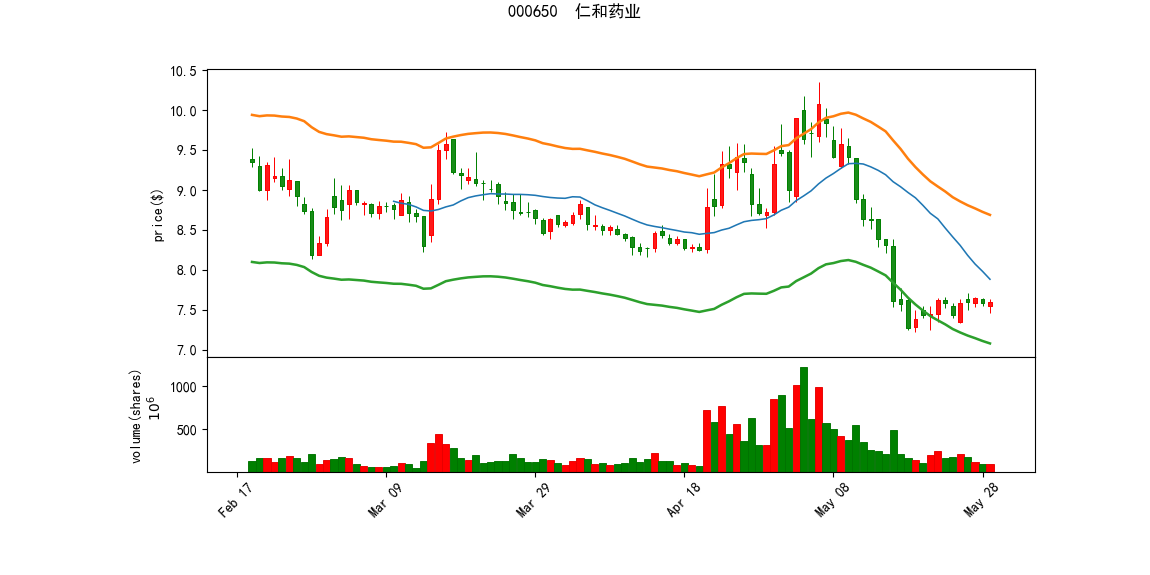 000650 仁和药业
price($)
10.5
10.0
9.5
9.0
8.5
8.0
7.5
7.0
volume(shares)
10^6
1000
500
Feb 17
Mar 09
Mar 29
Apr 18
May 08
May 28